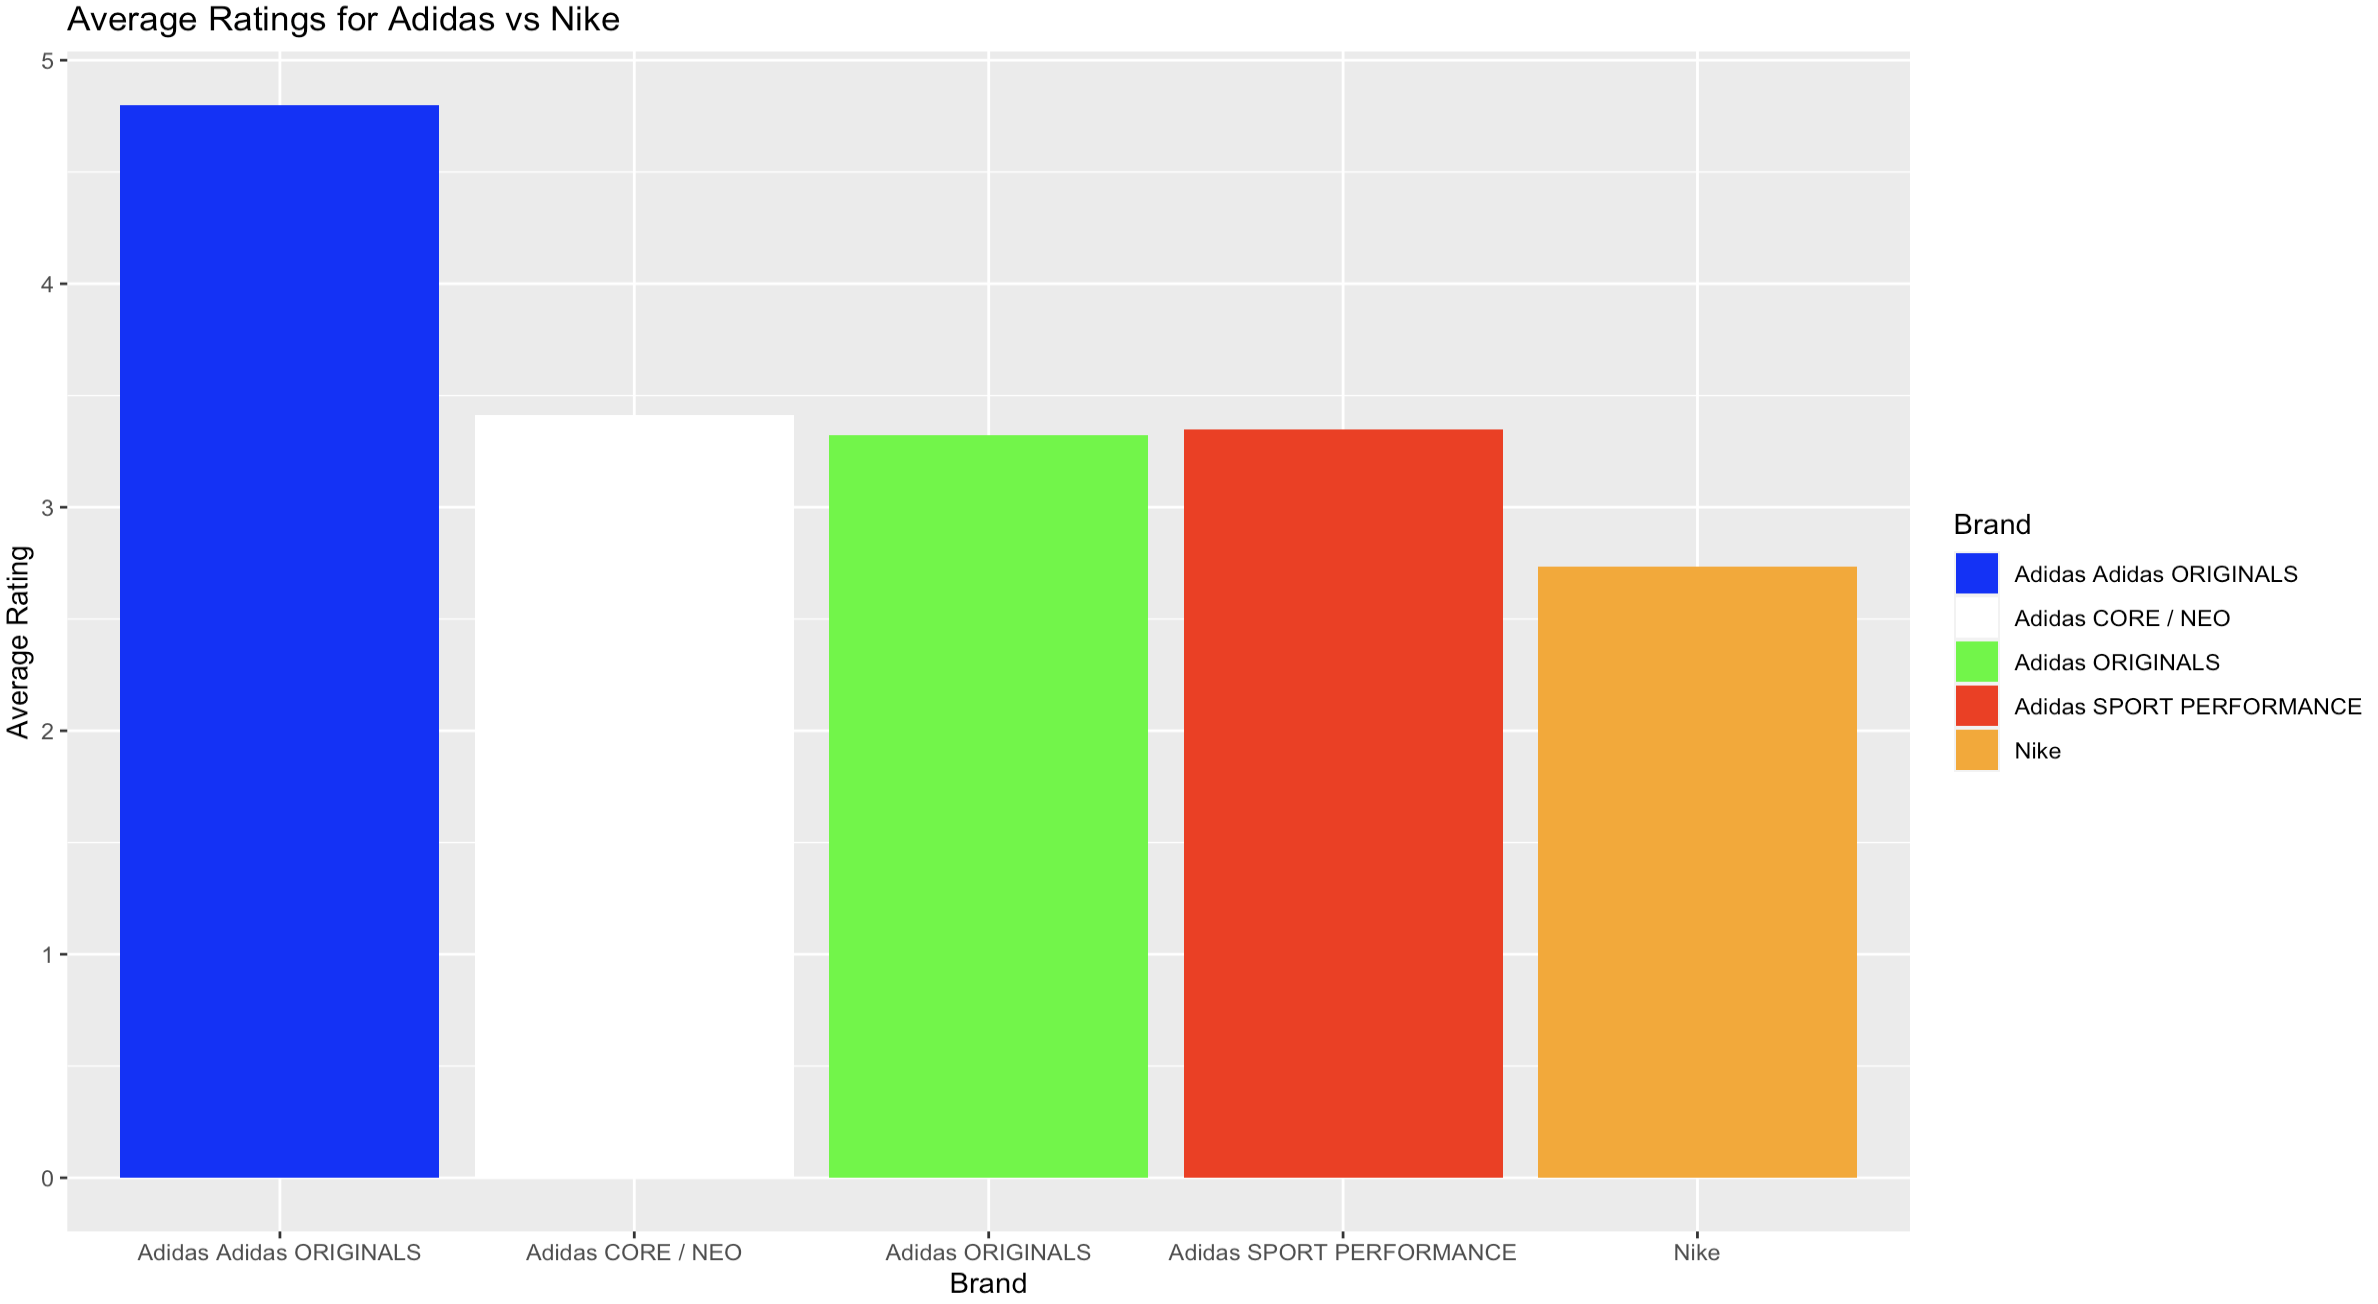 Average Ratings for Adidas vs Nike
5
4
3
2
1
0
Average Rating
Adidas Adidas ORIGINALS
Adidas CORE / NEO
Adidas ORIGINALS
Adidas SPORT PERFORMANCE
Nike
Brand
Brand
Adidas Adidas ORIGINALS
Adidas CORE / NEO
Adidas ORIGINALS
Adidas SPORT PERFORMANCE
Nike